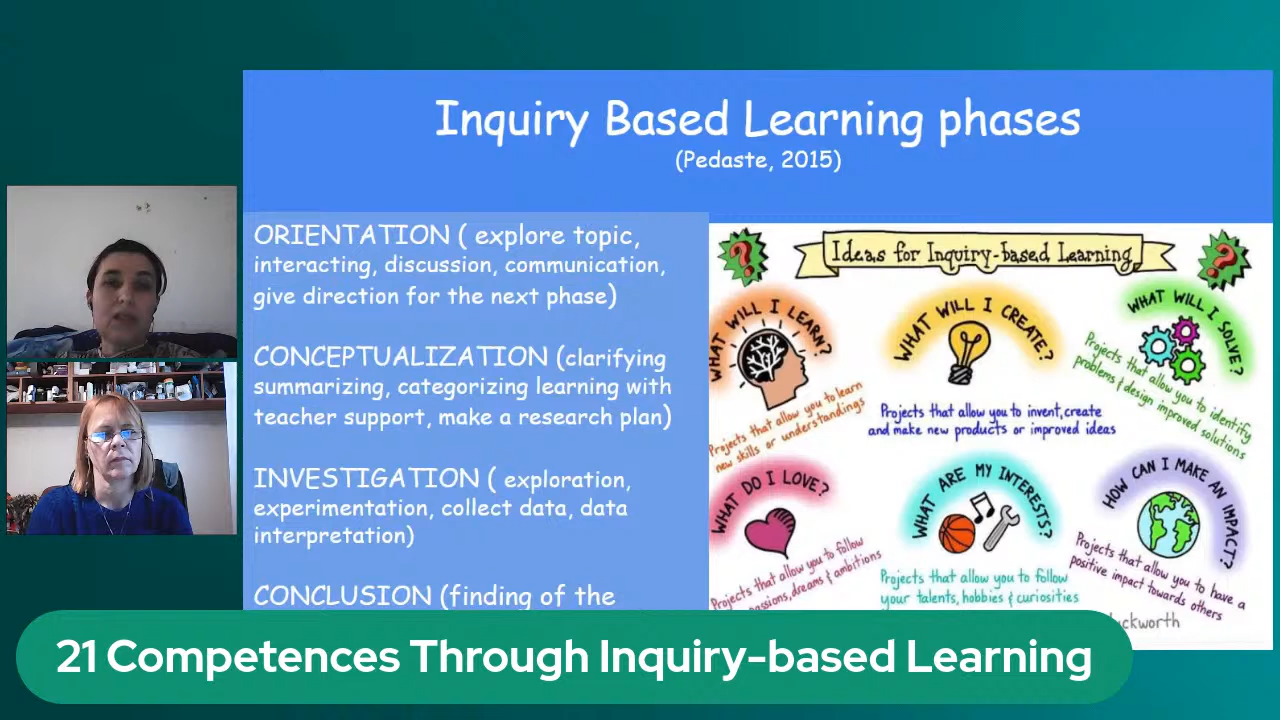 Inquiry Based Learning phases
(Pedaste, 2015)
ORIENTATION ( explore topic,
interacting, discussion, communication,
give direction for the next phase)
CONCEPTUALIZATION (clarifying
summarizing, categorizing learning with
teacher support, make a research plan)
INVESTIGATION ( exploration,
experimentation, collect data, data
interpretation)
CONCLUSION (finding of the
Ideas for Inquiry-based Learning
WHAT WILL I LEARN?
Projects that allow you to learn
new skills or understandings
WHAT WILL I CREATE?
Projects that allow you to invent, create
and make new products or improved ideas
WHAT WILL I SOLVE?
Projects that allow you to identify
problems & design improved solutions
WHAT DO I LOVE?
Projects that allow you to follow
passions, dreams & ambitions
WHAT ARE MY INTERESTS?
Projects that allow you to follow
your talents, hobbies & curiosities
HOW CAN I MAKE AN IMPACT?
Projects that allow you to have a
positive impact towards others
21 Competences Through Inquiry-based Learning